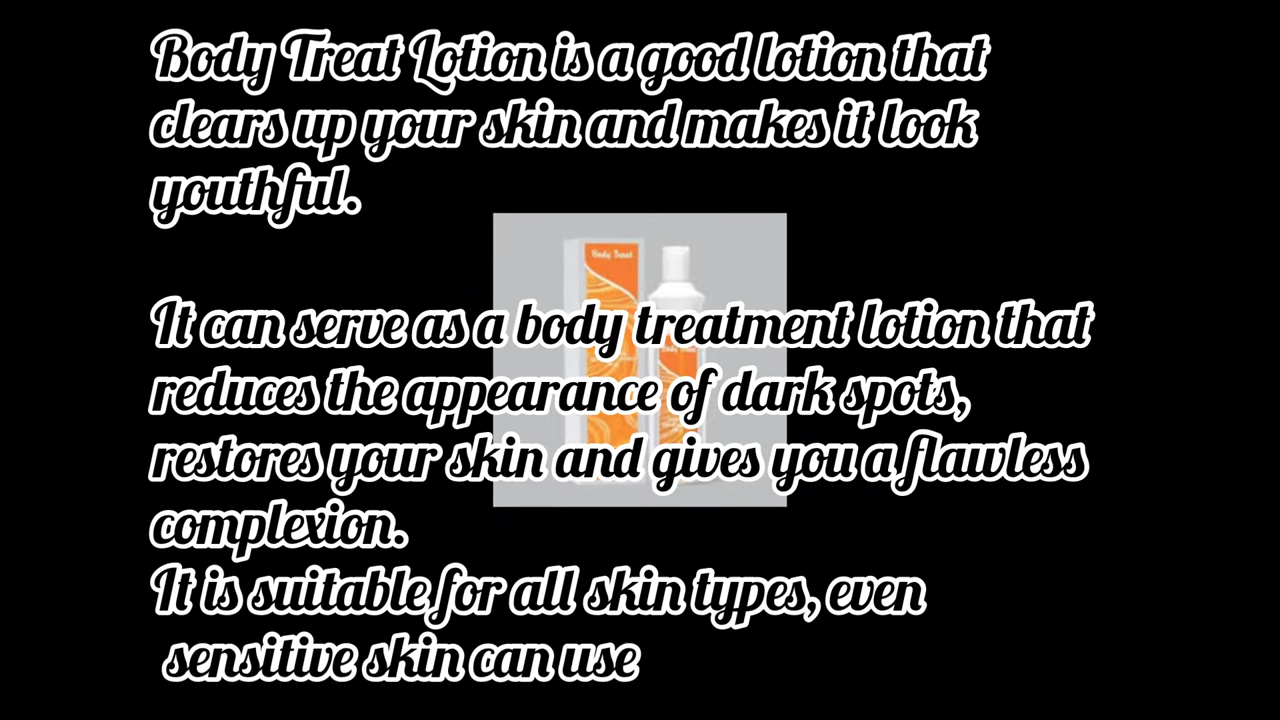 Body Treat Lotion is a good lotion that
clears up your skin and makes it look
youthful.
Body Treat
It can serve as a body treatment lotion that
reduces the appearance of dark spots,
restores your skin and gives you a flawless
complexion.
It is suitable for all skin types, even
sensitive skin can use